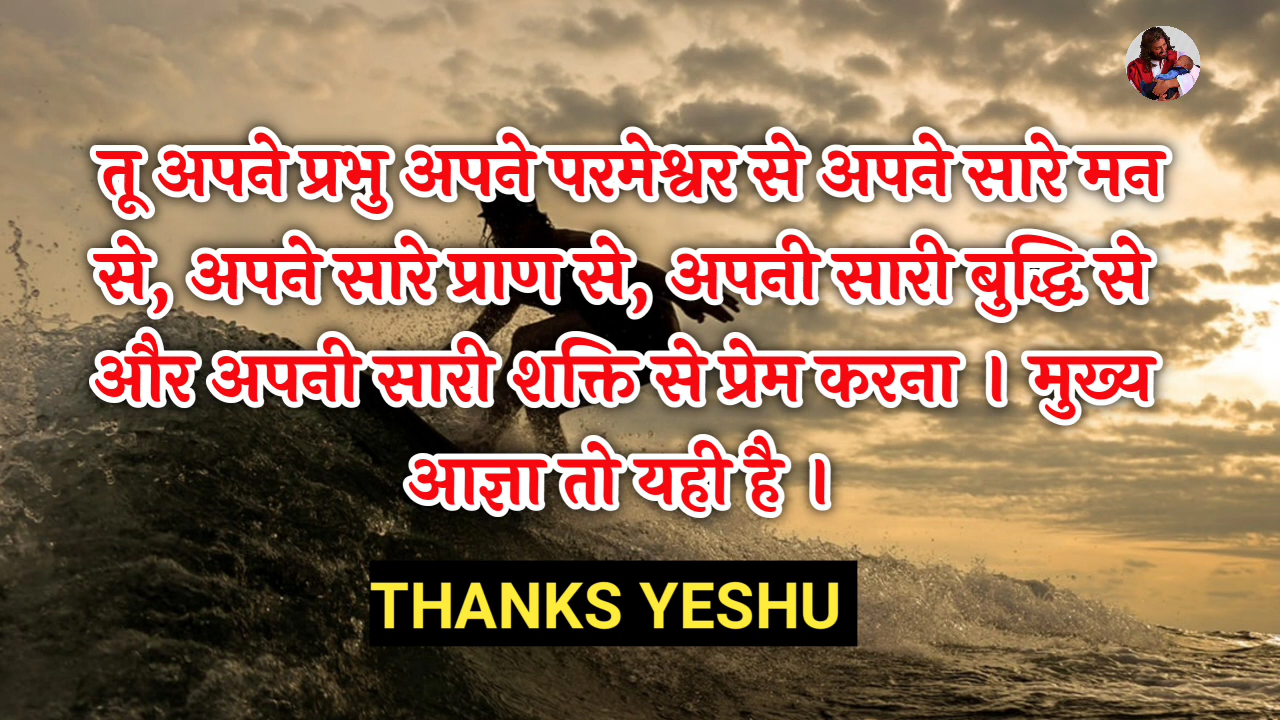 तू अपने प्रभु अपने परमेश्वर से अपने सारे मन
से, अपने सारे प्राण से, अपनी सारी बुद्धि से
और अपनी सारी शक्ति से प्रेम करना । मुख्य
आज्ञा तो यही है ।
THANKS YESHU